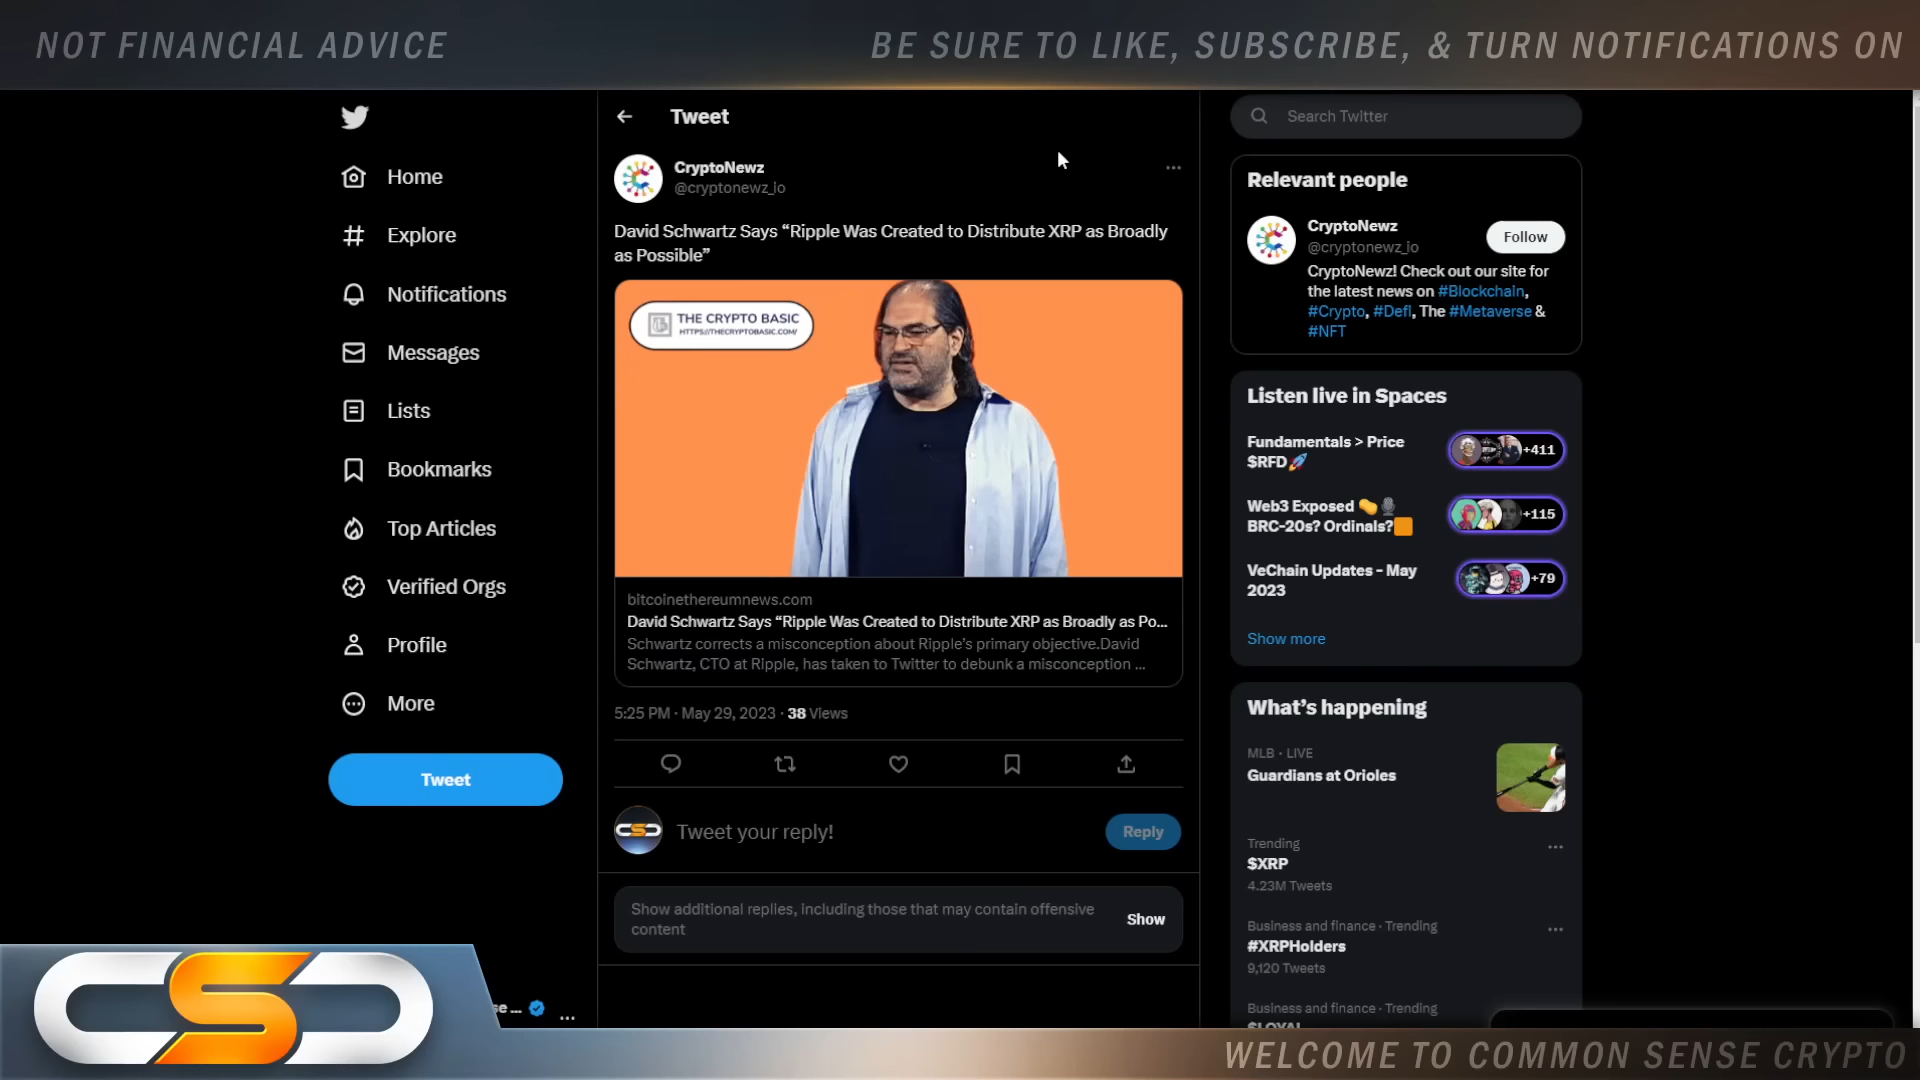 NOT FINANCIAL ADVICE
BE SURE TO LIKE, SUBSCRIBE, & TURN NOTIFICATIONS ON
Home
Explore
Notifications
Messages
Lists
Bookmarks
Top Articles
Verified Orgs
Profile
More
Tweet
se ...
Tweet
CryptoNewz
@cryptonewz_io
David Schwartz Says “Ripple Was Created to Distribute XRP as Broadly
as Possible”
THE CRYPTO BASIC
HTTPS://THECRYPTOBASIC.COM/
bitcoinethereumnews.com
David Schwartz Says “Ripple Was Created to Distribute XRP as Broadly as Po...
Schwartz corrects a misconception about Ripple's primary objective.David
Schwartz, CTO at Ripple, has taken to Twitter to debunk a misconception ...
5:25 PM · May 29, 2023 · 38 Views
Tweet your reply!
Reply
Show additional replies, including those that may contain offensive
content
Show
Search Twitter
Relevant people
CryptoNewz
@cryptonewz_io
Follow
CryptoNewz! Check out our site for
the latest news on #Blockchain,
#Crypto, #Defi, The #Metaverse &
#NFT
Listen live in Spaces
Fundamentals > Price
$RFD🚀
+411
Web3 Exposed
BRC-20s? Ordinals?🟧
+115
VeChain Updates - May
2023
+79
Show more
What's happening
MLB · LIVE
Guardians at Orioles
Trending
$XRP
4.23M Tweets
Business and finance · Trending
#XRPHolders
9,120 Tweets
Business and finance · Trending
CSC
WELCOME TO COMMON SENSE CRYPTO